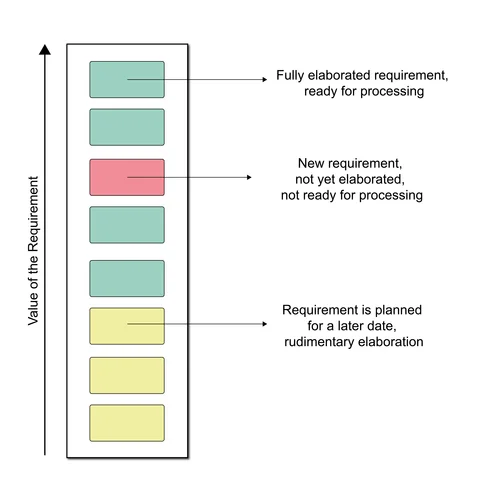 Value of the Requirement
Fully elaborated requirement,
ready for processing
New requirement,
not yet elaborated,
not ready for processing
Requirement is planned
for a later date,
rudimentary elaboration